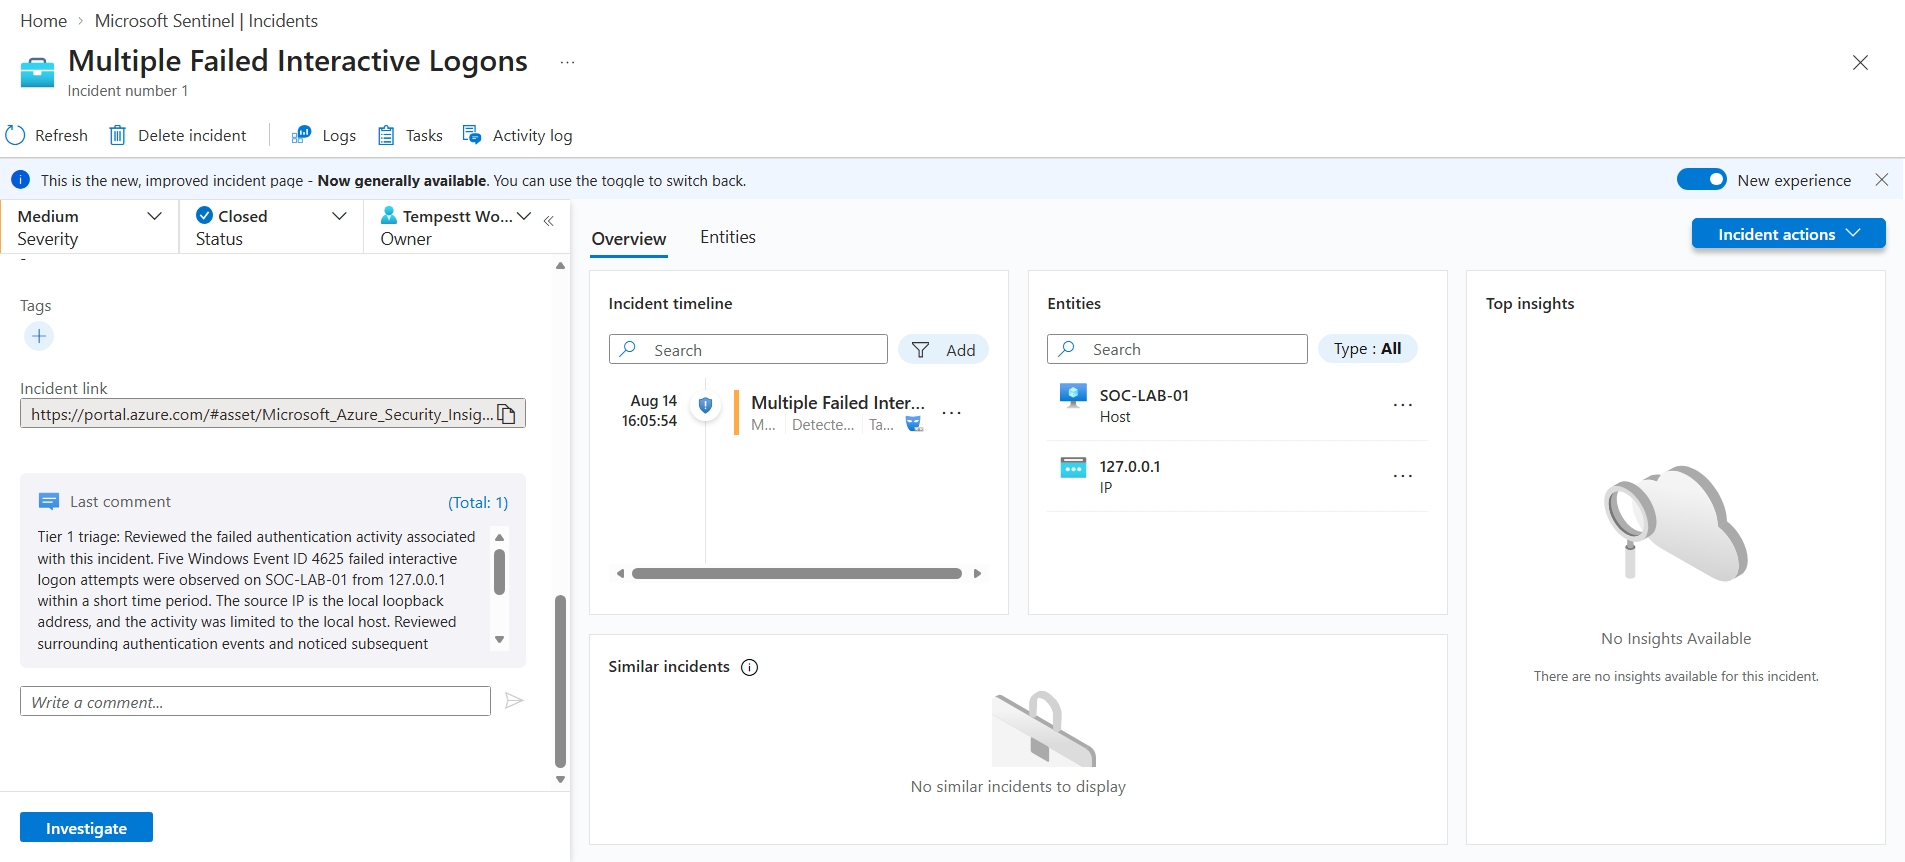 Home > Microsoft Sentinel | Incidents
Multiple Failed Interactive Logons ...
Incident number 1
Refresh Delete incident Logs Tasks Activity log
This is the new, improved incident page - Now generally available. You can use the toggle to switch back.
New experience
Medium
Severity
Closed
Status
Tempestt Wo...
Owner
Tags
Incident link
https://portal.azure.com/#asset/Microsoft_Azure_Security_Insig...
Last comment (Total: 1)
Tier 1 triage: Reviewed the failed authentication activity associated
with this incident. Five Windows Event ID 4625 failed interactive
logon attempts were observed on SOC-LAB-01 from 127.0.0.1
within a short time period. The source IP is the local loopback
address, and the activity was limited to the local host. Reviewed
surrounding authentication events and noticed subsequent
Write a comment...
Investigate
Overview Entities
Incident actions
Incident timeline
Search
Add
Aug 14
16:05:54
Multiple Failed Inter...
M... Detecte... Ta...
Entities
Search
Type : All
SOC-LAB-01
Host
127.0.0.1
IP
Similar incidents
No similar incidents to display
Top insights
No Insights Available
There are no insights available for this incident.